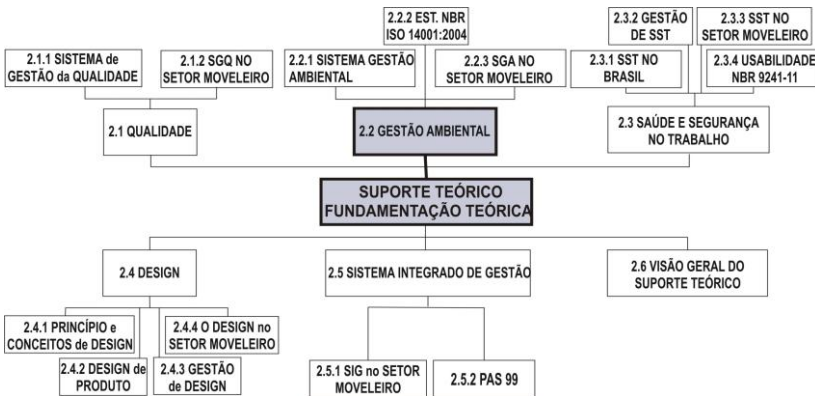 2.2.2 EST. NBR
ISO 14001:2004
2.3.2 GESTÃO
DE SST
2.3.3 SST NO
SETOR MOVELEIRO
2.1.1 SISTEMA de
GESTÃO da QUALIDADE
2.1.2 SGQ NO
SETOR MOVELEIRO
2.2.1 SISTEMA GESTÃO
AMBIENTAL
2.2.3 SGA NO
SETOR MOVELEIRO
2.3.1 SST NO
BRASIL
2.3.4 USABILIDADE
NBR 9241-11
2.1 QUALIDADE
2.2 GESTÃO AMBIENTAL
2.3 SAÚDE E SEGURANÇA
NO TRABALHO
SUPORTE TEÓRICO
FUNDAMENTAÇÃO TEÓRICA
2.4 DESIGN
2.5 SISTEMA INTEGRADO DE GESTÃO
2.6 VISÃO GERAL DO
SUPORTE TEÓRICO
2.4.1 PRINCÍPIO e
CONCEITOS de DESIGN
2.4.4 O DESIGN no
SETOR MOVELEIRO
2.4.2 DESIGN de
PRODUTO
2.4.3 GESTÃO
de DESIGN
2.5.1 SIG no SETOR
MOVELEIRO
2.5.2 PAS 99